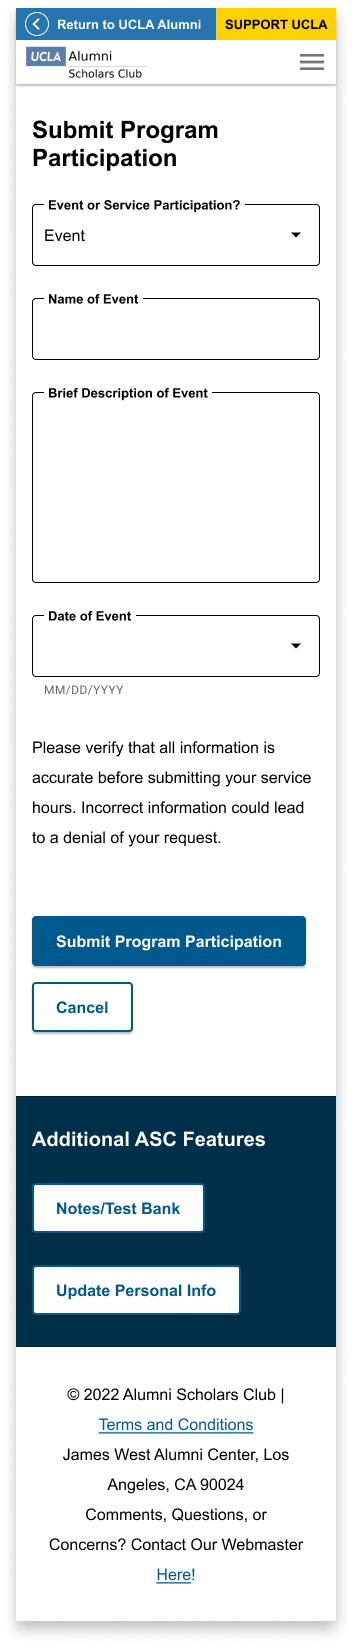 Return to UCLA Alumni SUPPORT UCLA
UCLA Alumni
Scholars Club
Submit Program
Participation
Event or Service Participation?
Event
Name of Event
Brief Description of Event
Date of Event
MM/DD/YYYY
Please verify that all information is
accurate before submitting your service
hours. Incorrect information could lead
to a denial of your request.
Submit Program Participation
Cancel
Additional ASC Features
Notes/Test Bank
Update Personal Info
© 2022 Alumni Scholars Club |
Terms and Conditions
James West Alumni Center, Los
Angeles, CA 90024
Comments, Questions, or
Concerns? Contact Our Webmaster
Here!